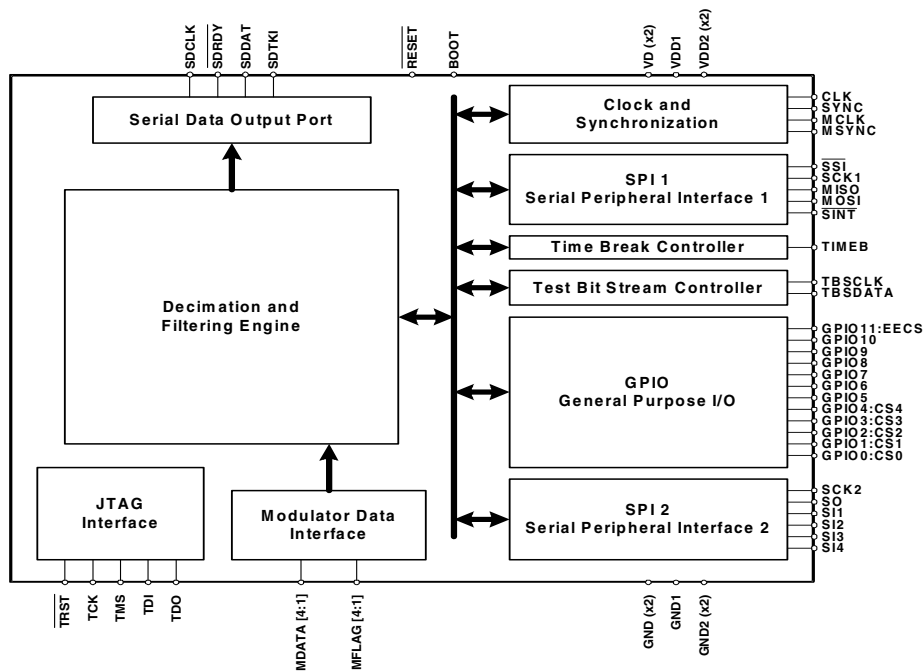 SDCLK
SDRDY
SDDAT
SDTKI
RESET
BOOT
VD (x2)
VDD1
VDD2 (x2)
Serial Data Output Port
Clock and
Synchronization
CLK
SYNC
MCLK
MSYNC
SPI 1
Serial Peripheral Interface 1
SSI
SCK1
MISO
MOSI
SINT
Time Break Controller
TIMEB
Test Bit Stream Controller
TBSCLK
TBSDATA
Decimation and
Filtering Engine
GPIO
General Purpose I/O
GPIO11:EECS
GPIO10
GPIO9
GPIO8
GPIO7
GPIO6
GPIO5
GPIO4:CS4
GPIO3:CS3
GPIO2:CS2
GPIO1:CS1
GPIO0:CS0
JTAG
Interface
Modulator Data
Interface
SPI 2
Serial Peripheral Interface 2
SCK2
SO
SI1
SI2
SI3
SI4
TRST
TCK
TMS
TDI
TDO
MDATA [4:1]
MFLAG [4:1]
GND (x2)
GND1
GND2 (x2)